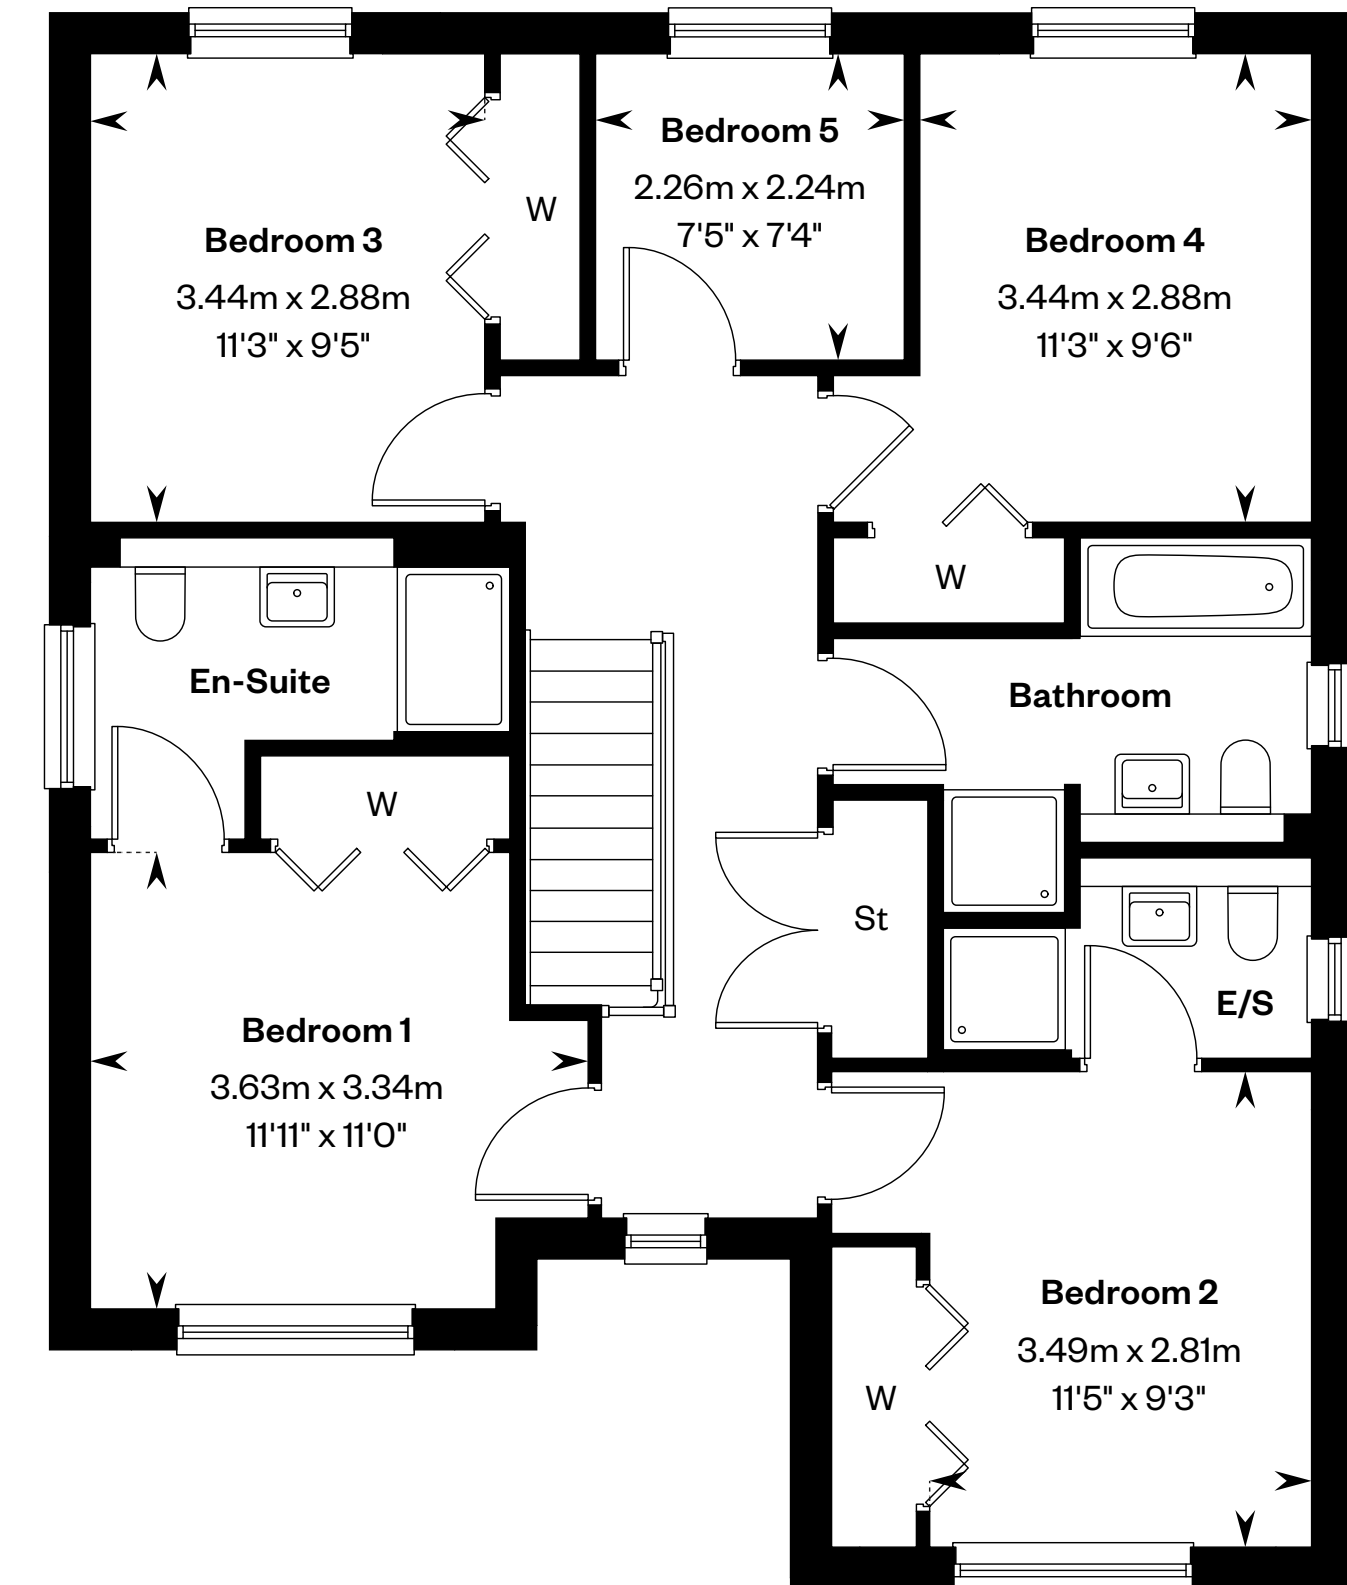 Bedroom 5
2.26m x 2.24m
7'5" x 7'4"
W
Bedroom 3
3.44m x 2.88m
11'3" x 9'5"
Bedroom 4
3.44m x 2.88m
11'3" x 9'6"
W
En-Suite
Bathroom
W
St
E/S
Bedroom 1
3.63m x 3.34m
11'11" x 11'0"
Bedroom 2
3.49m x 2.81m
11'5" x 9'3"
W